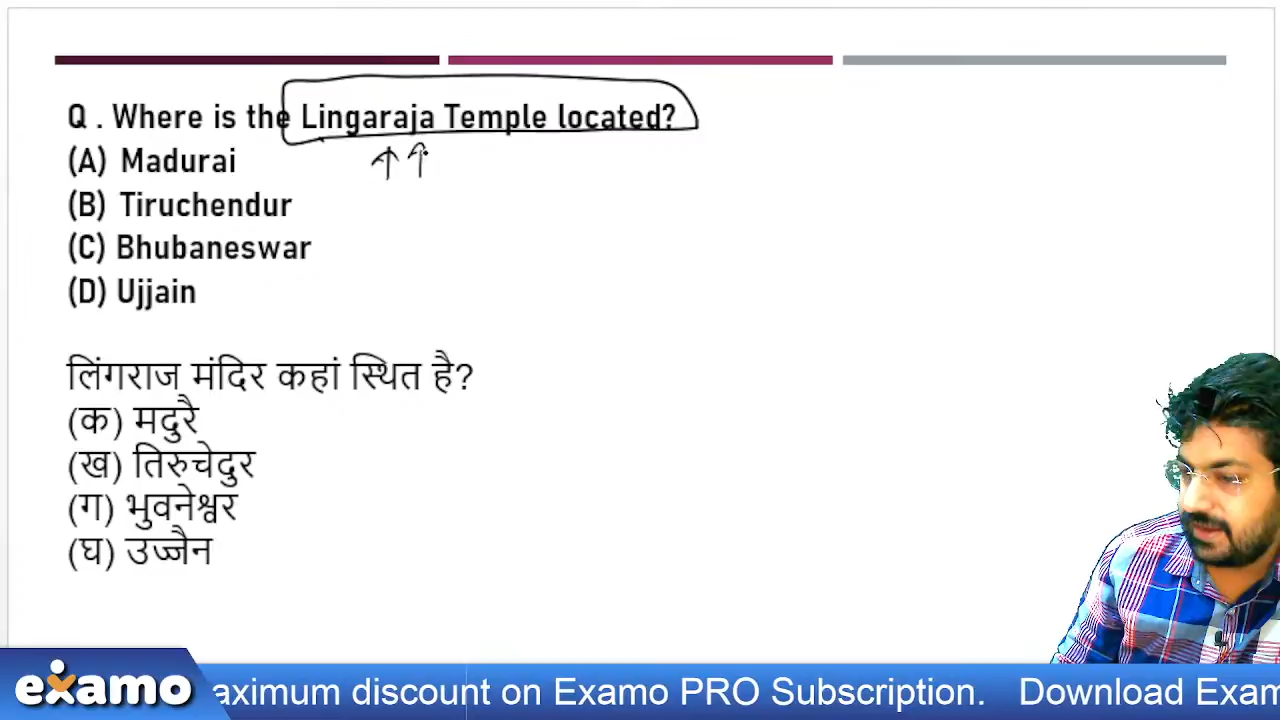 Q . Where is the Lingaraja Temple located?
(A) Madurai
(B) Tiruchendur
(C) Bhubaneswar
(D) Ujjain
लिंगराज मंदिर कहां स्थित है?
(क) मदुरै
(ख) तिरुचेदुर
(ग) भुवनेश्वर
(घ) उज्जैन
examo
aximum discount on Examo PRO Subscription. Download Exam